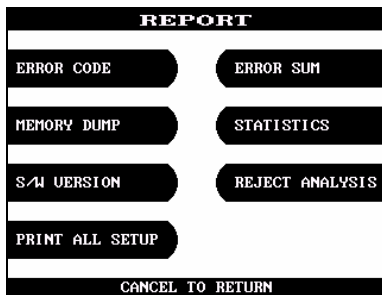 REPORT
ERROR CODE
ERROR SUM
MEMORY DUMP
STATISTICS
S/W VERSION
REJECT ANALYSIS
PRINT ALL SETUP
CANCEL TO RETURN